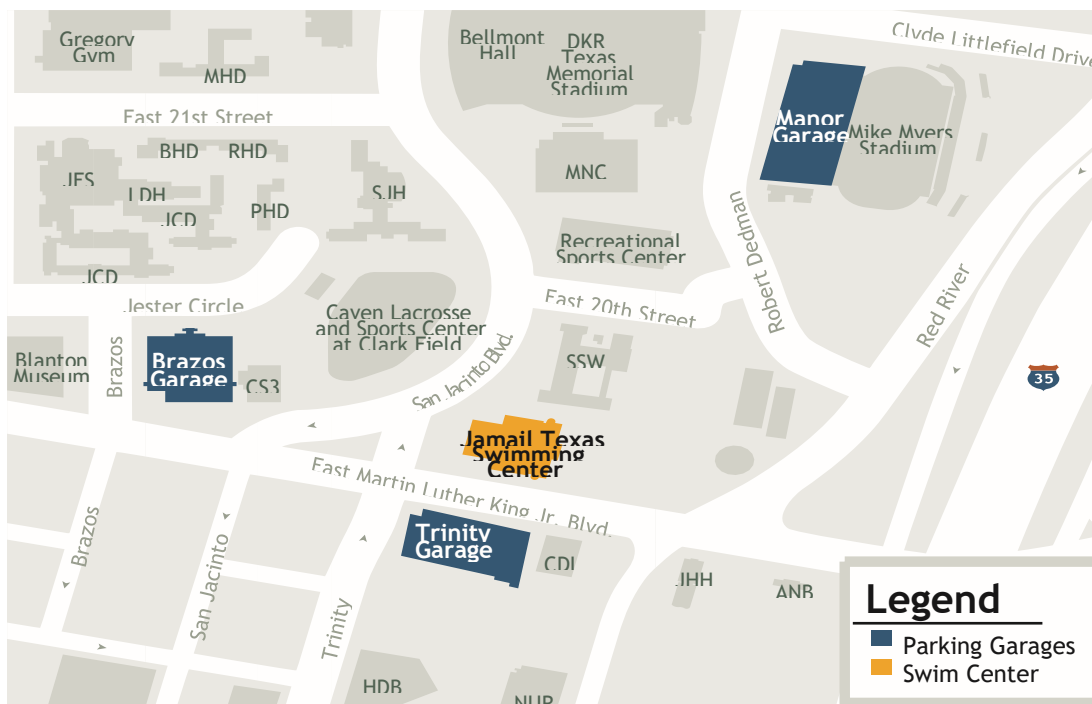 Gregory
Gym
MHD
Bellmont
Hall
DKR
Texas
Memorial
Stadium
Clyde Littlefield Drive
East 21st Street
Manor
Garage
Mike Myers
Stadium
BHD
RHD
JES
LDH
JCD
PHD
SJH
MNC
JCD
Recreational
Sports Center
Robert Dedman
Red River
Jester Circle
East 20th Street
Caven Lacrosse
and Sports Center
at Clark Field
San Jacinto Blvd.
Blanton
Museum
Brazos
Brazos
Garage
CS3
SSW
35
Jamail Texas
Swimming
Center
East Martin Luther King Jr. Blvd.
Trinity
Garage
CDL
JHH
ANB
Brazos
San Jacinto
Trinity
HDB
NUR
Legend
Parking Garages
Swim Center